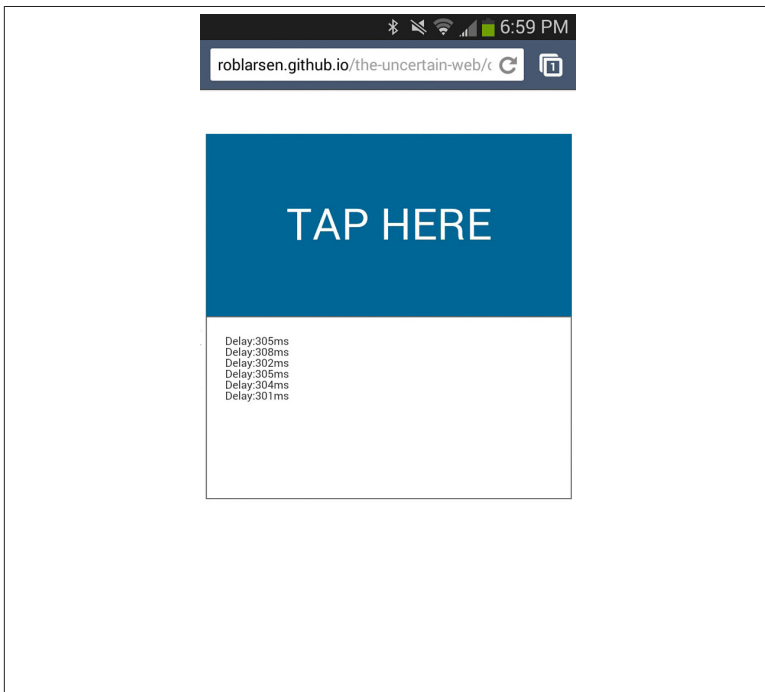 6:59 PM
roblarsen.github.io/the-uncertain-web/c
1
TAP HERE
Delay:305ms
Delay:308ms
Delay:302ms
Delay:305ms
Delay:304ms
Delay:301ms